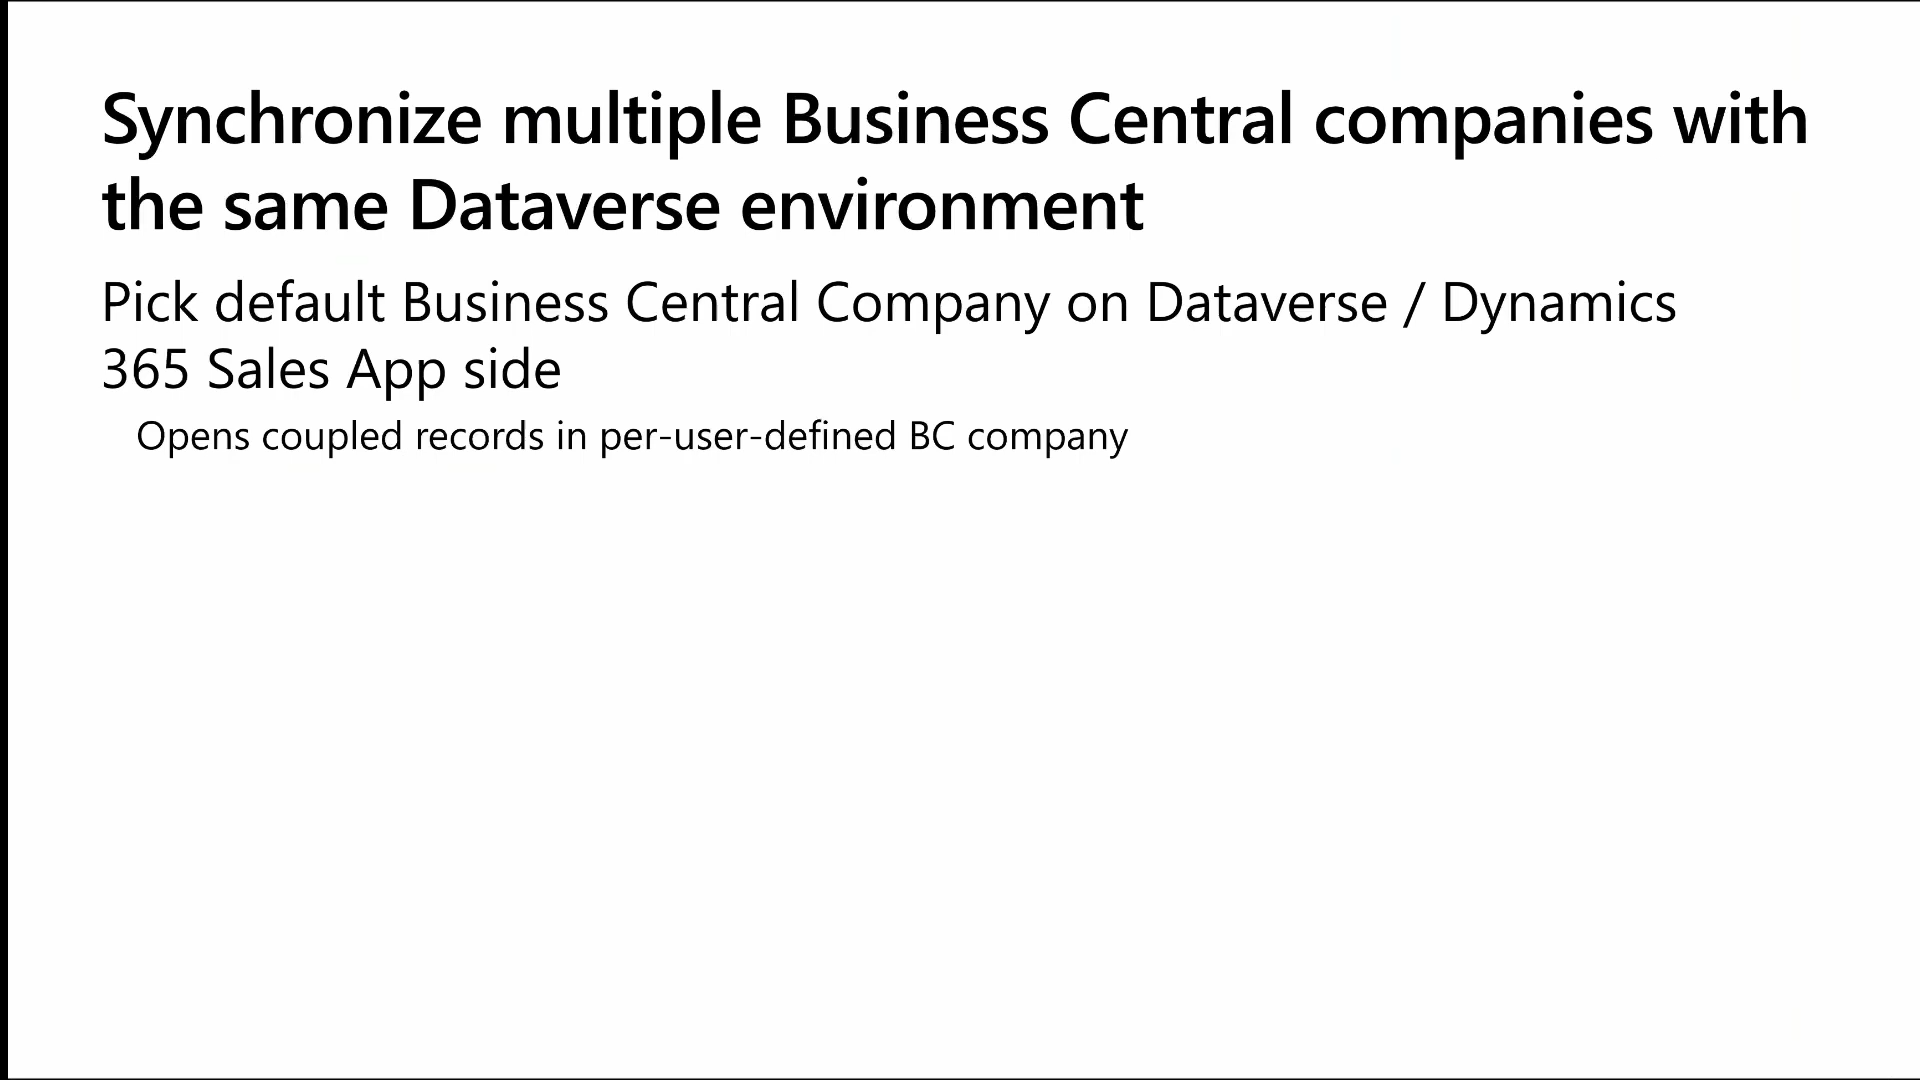 Synchronize multiple Business Central companies with
the same Dataverse environment
Pick default Business Central Company on Dataverse / Dynamics
365 Sales App side
Opens coupled records in per-user-defined BC company